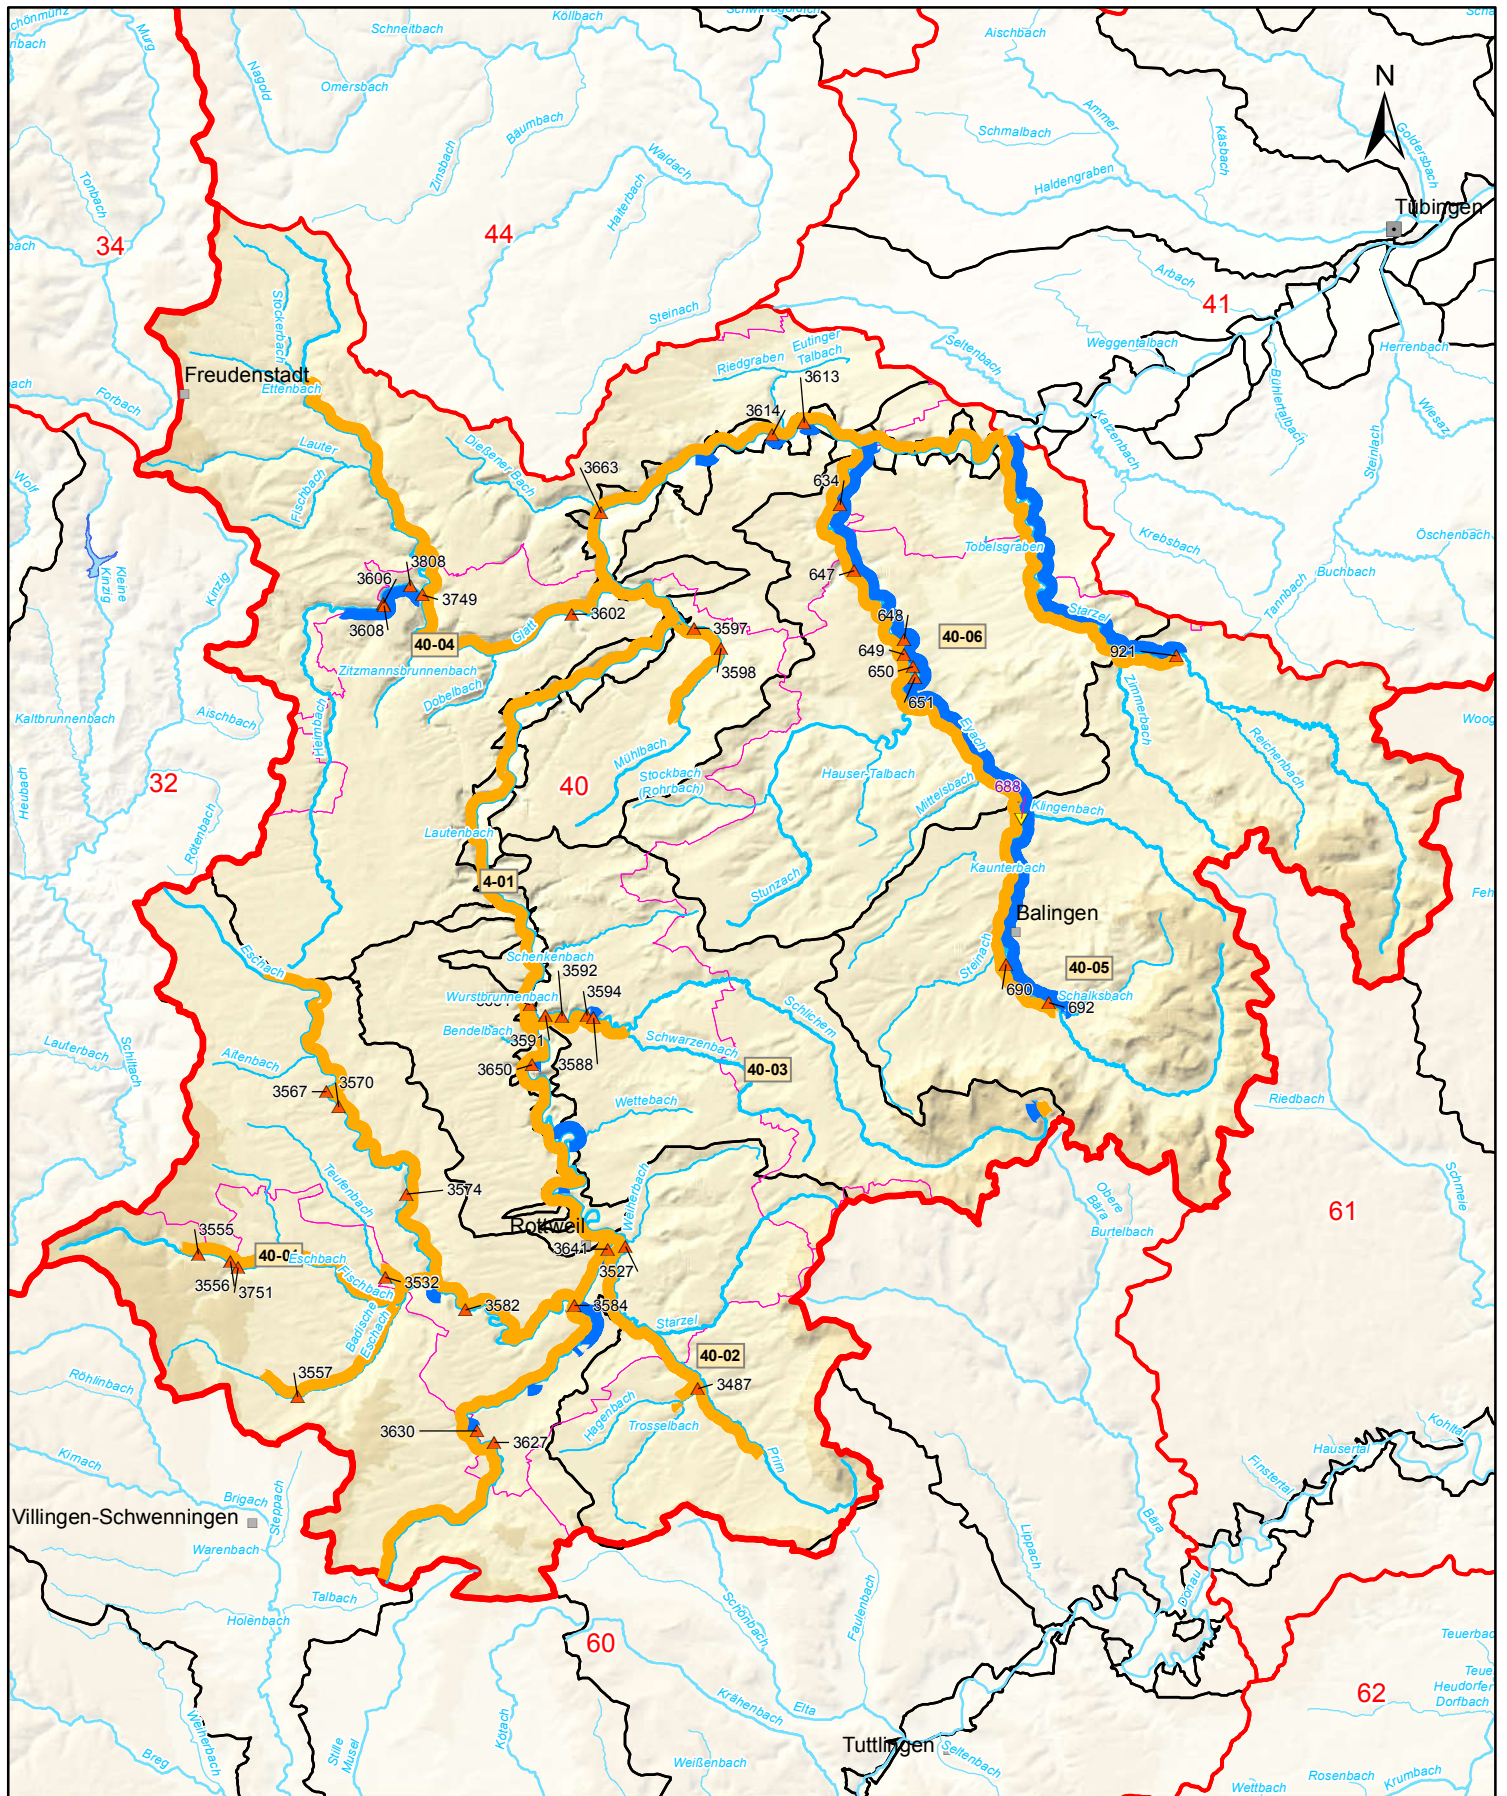 Schneitbach
Köllbach
Murg
Nagold
Omersbach
Bäumbach
Aischbach
Ammer
Schmalbach
Käsbach
Goldersbach
N
Tonbach
Zinsbach
Waldach
Haiterbach
Haldengraben
Tübingen
34
44
Arbach
41
Steinach
Seltenbach
Weggentalbach
Herrenbach
Stockerbach
Riedgraben
Eutinger
Talbach
Freudenstadt
Ettenbach
3613
Forbach
3614
Katzenbach
Bühlertalbach
Wiesaz
Steinlach
Lauter
Dießener Bach
Fischbach
3663
634
Wolf
Tobelsgraben
Krebsbach
Öschenbach
Kleine
Kinzig
Kinzig
3808
3606
3749
3608
3602
647
Buchbach
Tannbach
40-04
Glatt
3597
3598
648
649
650
651
40-06
Starzel
921
Zitzmannsbrunnenbach
Dobelbach
Kaltbrunnenbach
Aischbach
Heimbach
Zimmerbach
Eyach
Reichenbach
Mühlbach
Stockbach
(Rohrbach)
Hauser-Talbach
Mittelsbach
32
40
688
Klingenbach
Heubach
Rötenbach
Lautenbach
Kaunterbach
4-01
Stunzach
Balingen
Eschach
Schenkenbach
Steinach
40-05
3592
3594
690
Schalksbach
692
Wurstbrunnenbach
Bendelbach
3591
3588
3650
Schlichem
Schwarzenbach
40-03
Lauterbach
Schiltach
Aitenbach
3570
3567
Wettebach
Riedbach
Teufenbach
3574
Weiherbach
Schmeie
Obere
Bära
Burtelbach
61
3555
3556
3751
Eschbach
Fischbach
Badische
Eschach
3532
Rottweil
3641
3527
3582
3584
Starzel
40-02
3487
Röhlinbach
3557
Hagenbach
Trosselbach
Prim
3630
3627
Kirnach
Kohltal
Hausertal
Finstertal
Brigach
Steppach
Villingen-Schwenningen
Warenbach
Bära
Lippach
Talbach
Holenbach
Donau
Schönbach
Faulenbach
60
Teuerbac
Teue
Heudorfer
Dorfbach
62
Krähenbach
Elta
Weiherbach
Breg
Stille
Musel
Kötach
Weißenbach
Tuttlingen
Seltenbach
Wettbach
Rosenbach
Krumbach